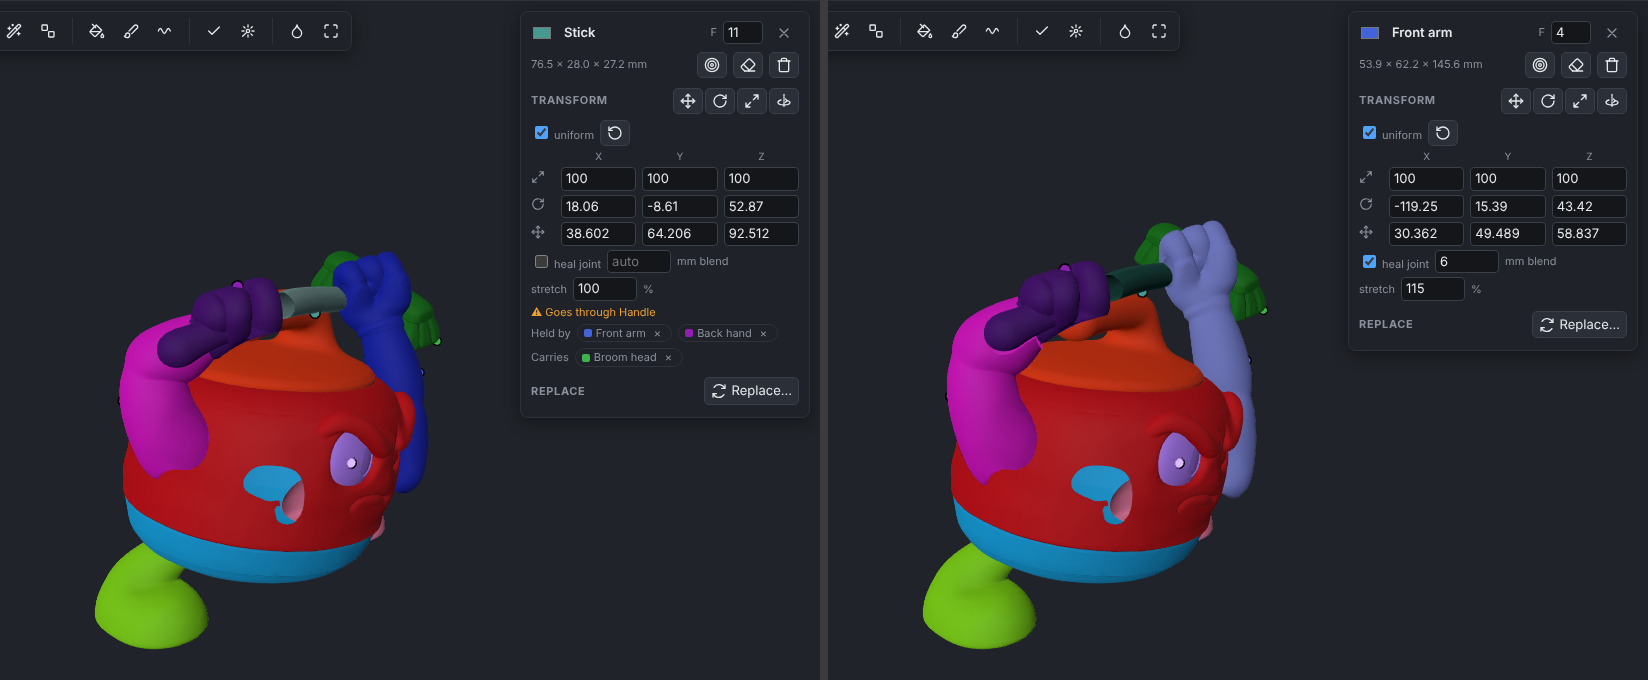 Stick F 11
76.5 × 28.0 × 27.2 mm
TRANSFORM
uniform
X Y Z
100 100 100
18.06 -8.61 52.87
38.602 64.206 92.512
heal joint auto mm blend
stretch 100 %
Goes through Handle
Held by Front arm × Back hand ×
Carries Broom head ×
REPLACE Replace...
Front arm F 4
53.9 × 62.2 × 145.6 mm
TRANSFORM
uniform
X Y Z
100 100 100
-119.25 15.39 43.42
30.362 49.489 58.837
heal joint 6 mm blend
stretch 115 %
REPLACE Replace...